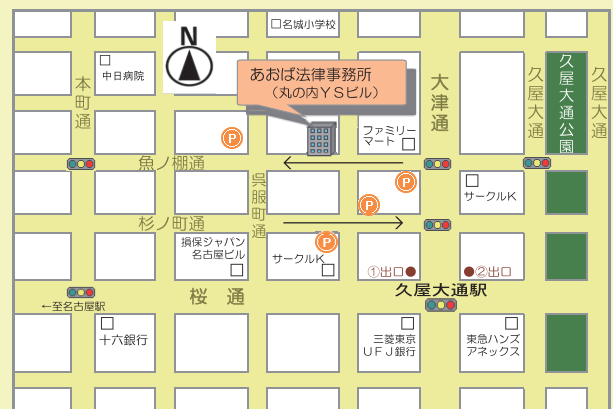 名城小学校
N
中日病院
本町通
あおば法律事務所
(丸の内YSビル)
大津通
久屋大通
久屋大通公園
久屋大通
P
ファミリー
マート
魚ノ棚通
呉服町通
P
サークルK
P
杉ノ町通
損保ジャパン
名古屋ビル
P
サークルK
①出口
②出口
桜通
久屋大通駅
←至名古屋駅
十六銀行
三菱東京
UFJ銀行
東急ハンズ
アネックス